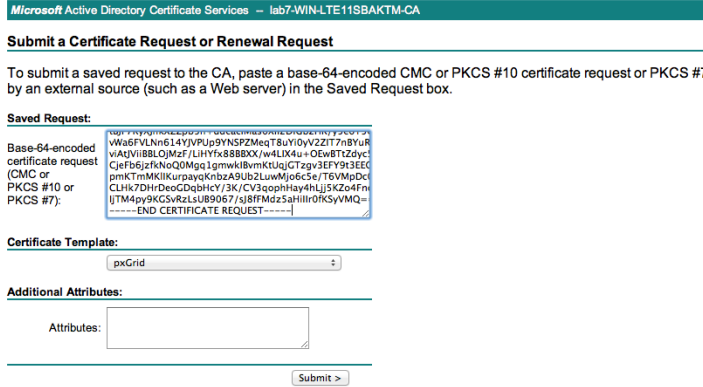 Microsoft Active Directory Certificate Services -- lab7-WIN-LTE11SBAKTM-CA
Submit a Certificate Request or Renewal Request
To submit a saved request to the CA, paste a base-64-encoded CMC or PKCS #10 certificate request or PKCS #7
by an external source (such as a Web server) in the Saved Request box.
Saved Request:
Base-64-encoded
certificate request
(CMC or
PKCS #10 or
PKCS #7):
vWa6FVLNn614YJVPUp9YNSPZMeqT8uYi0yV2ZIT7nBYuR
viAtJViiBBLOjMzF/LiHYfx88BBXX/w4LIX4u+OEwBTtZdyc
CjeFb6jzfkNoQ0Mgq1gmwkIBvmKtUqJGTzgv3EFY9t3EE
pmKTmMKlIKurpayqKnbzA9Ub2LuwMjo6c5e/T6VMpDc
CLHk7DHrDeoGDqbHcY/3K/CV3qophHay4hLjj5KZo4Fn
IjTM4py9KGSvRzLsUB9067/sJ8fFMdz5aHiIIr0fKSyVMQ=
-----END CERTIFICATE REQUEST-----
Certificate Template:
pxGrid
Additional Attributes:
Attributes:
Submit >